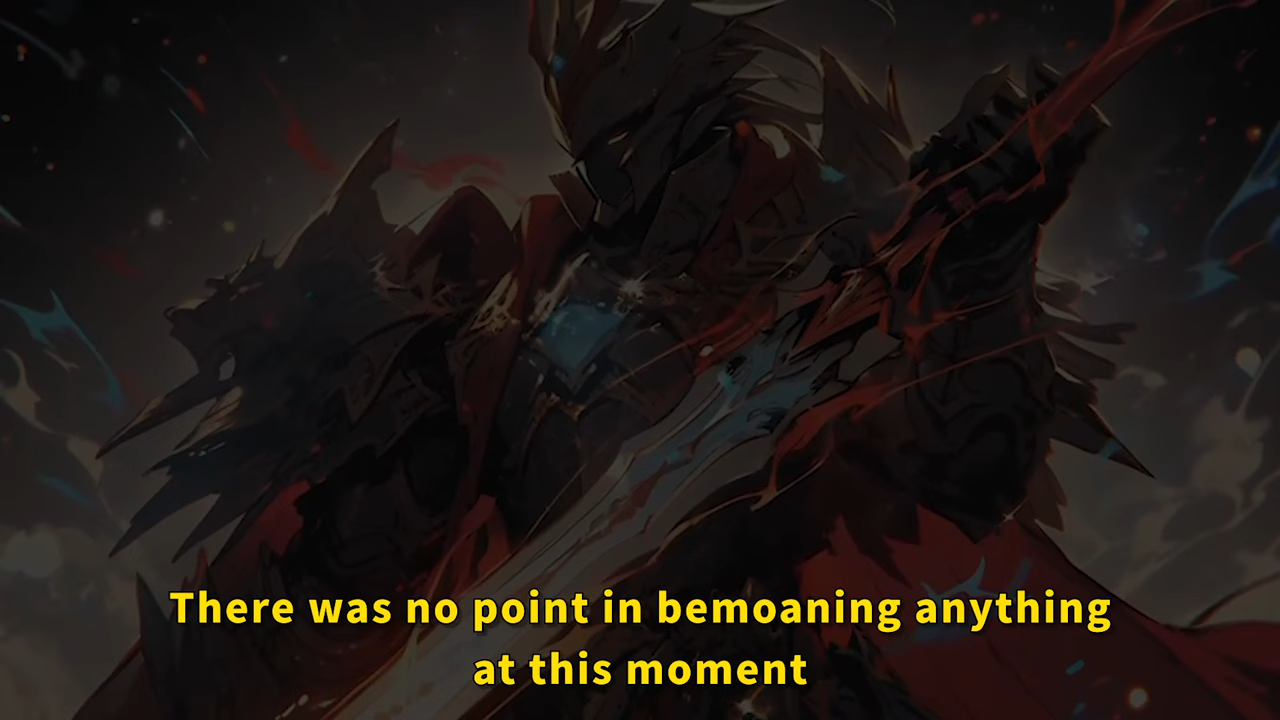 There was no point in bemoaning anything
at this moment